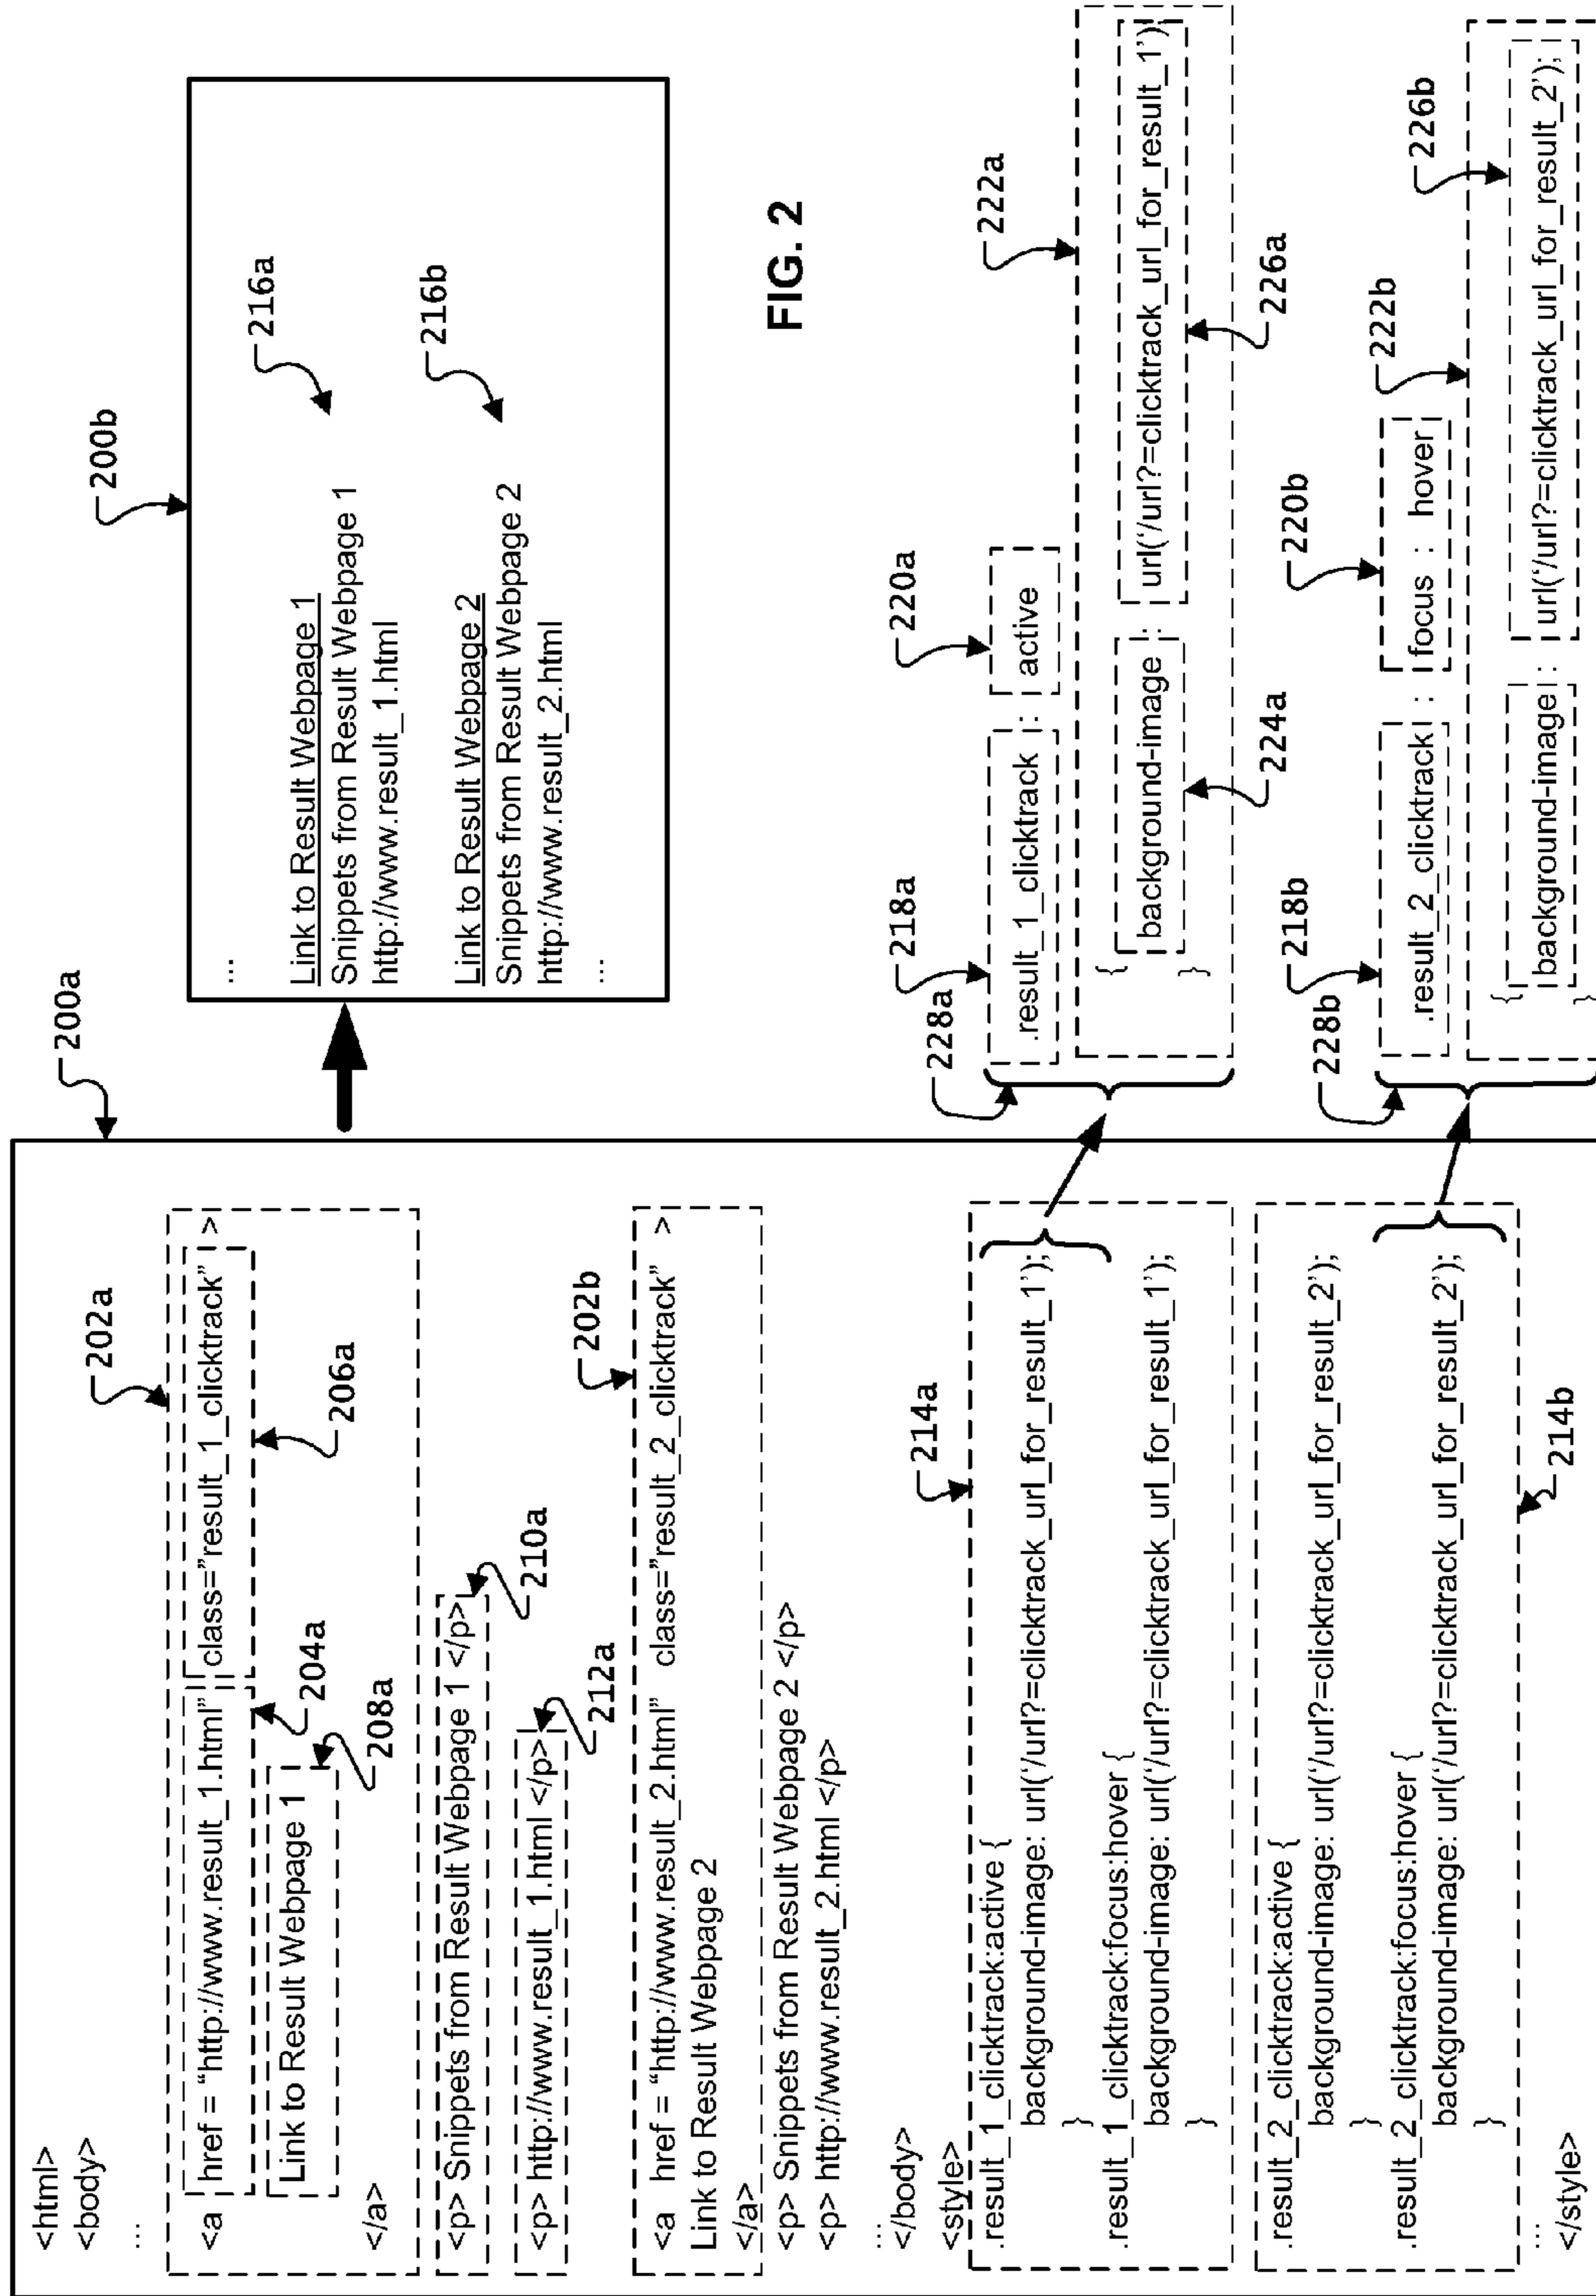 200a
<html>
<body>
...
202a
<a href = “http://www.result_1.html” class=”result_1_clicktrack” >
206a
204a
Link to Result Webpage 1
208a
</a>
<p> Snippets from Result Webpage 1 </p>
210a
<p> http://www.result_1.html </p>
212a
202b
<a href = “http://www.result_2.html” class=”result_2_clicktrack” >
Link to Result Webpage 2
</a>
<p> Snippets from Result Webpage 2 </p>
<p> http://www.result_2.html </p>
...
</body>
<style>
214a
.result_1_clicktrack:active {
background-image: url(‘/url?=clicktrack_url_for_result_1’);
}
.result_1_clicktrack:focus:hover {
background-image: url(‘/url?=clicktrack_url_for_result_1’);
}
.result_2_clicktrack:active {
background-image: url(‘/url?=clicktrack_url_for_result_2’);
}
.result_2_clicktrack:focus:hover {
background-image: url(‘/url?=clicktrack_url_for_result_2’);
}
214b
...
</style>
200b
...
Link to Result Webpage 1
216a
Snippets from Result Webpage 1
http://www.result_1.html
Link to Result Webpage 2
216b
Snippets from Result Webpage 2
http://www.result_2.html
...
FIG. 2
228a
218a
220a
222a
.result_1_clicktrack : active
{
background-image : url(‘/url?=clicktrack_url_for_result_1’);
}
224a
226a
228b
218b
220b
222b
226b
.result_2_clicktrack : focus : hover
{
background-image : url(‘/url?=clicktrack_url_for_result_2’);
}